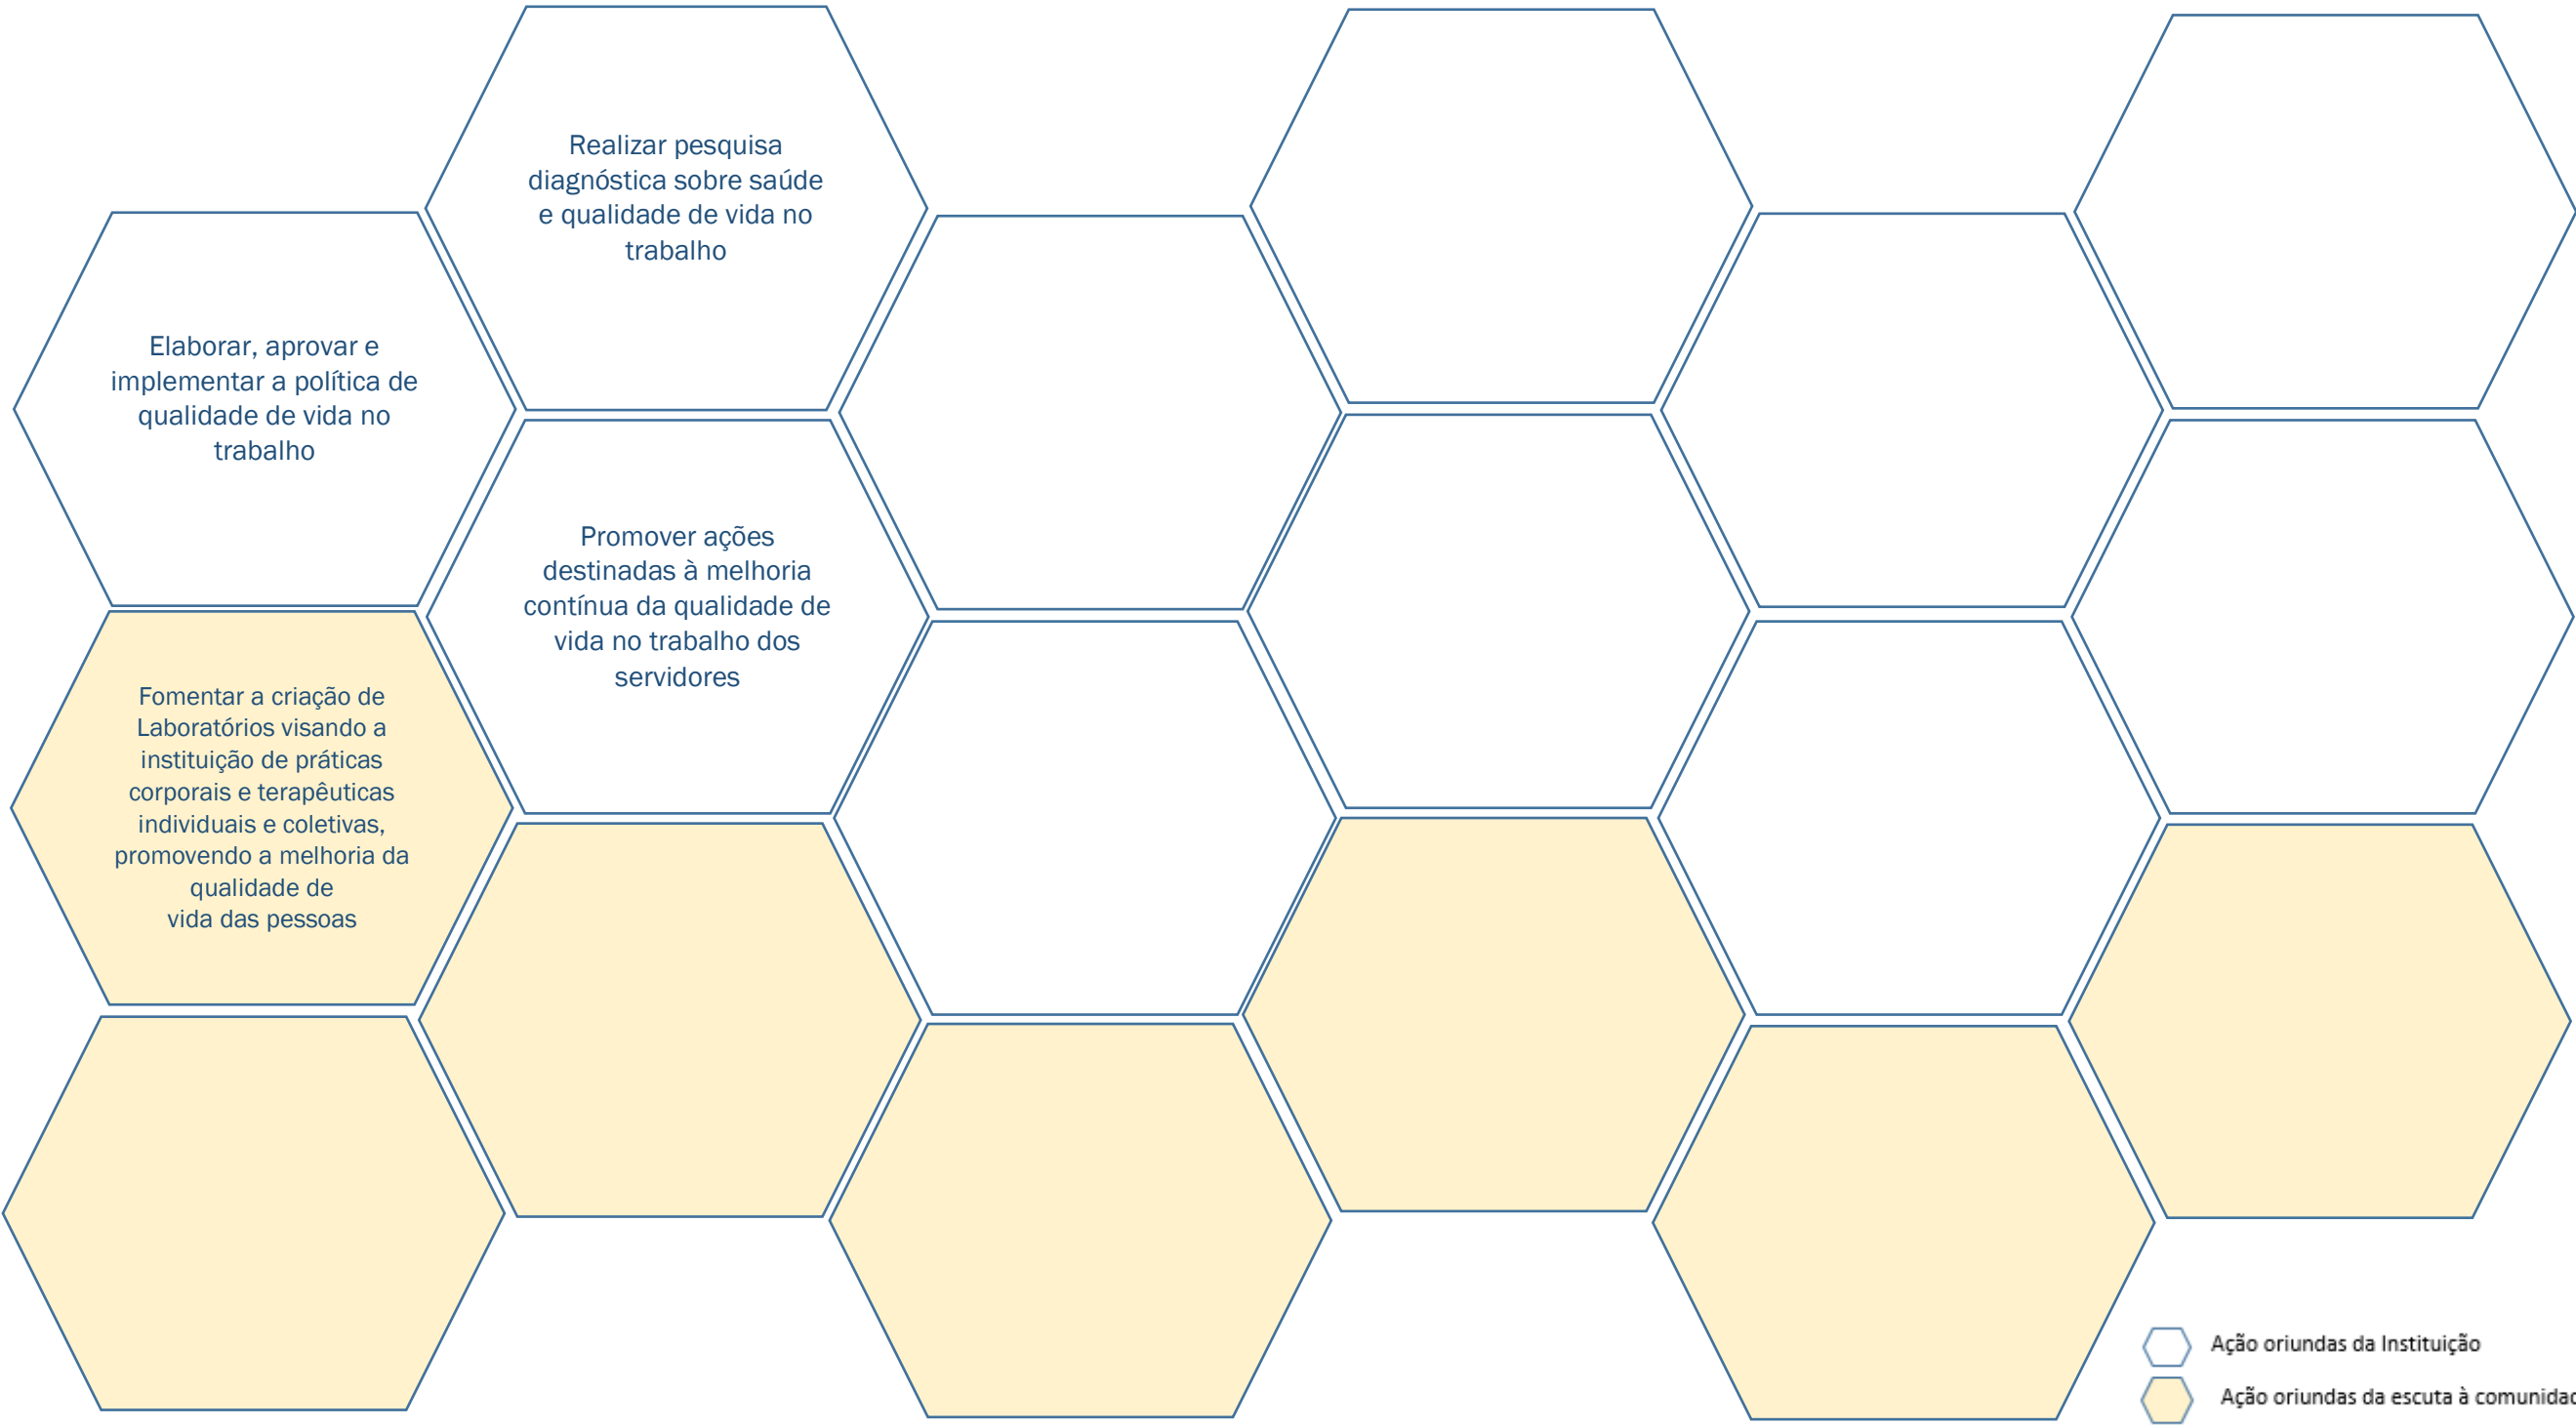 Realizar pesquisa
diagnóstica sobre saúde
e qualidade de vida no
trabalho
Elaborar, aprovar e
implementar a política de
qualidade de vida no
trabalho
Promover ações
destinadas à melhoria
contínua da qualidade de
vida no trabalho dos
servidores
Fomentar a criação de
Laboratórios visando a
instituição de práticas
corporais e terapêuticas
individuais e coletivas,
promovendo a melhoria da
qualidade de
vida das pessoas
Ação oriundas da Instituição
Ação oriundas da escuta à